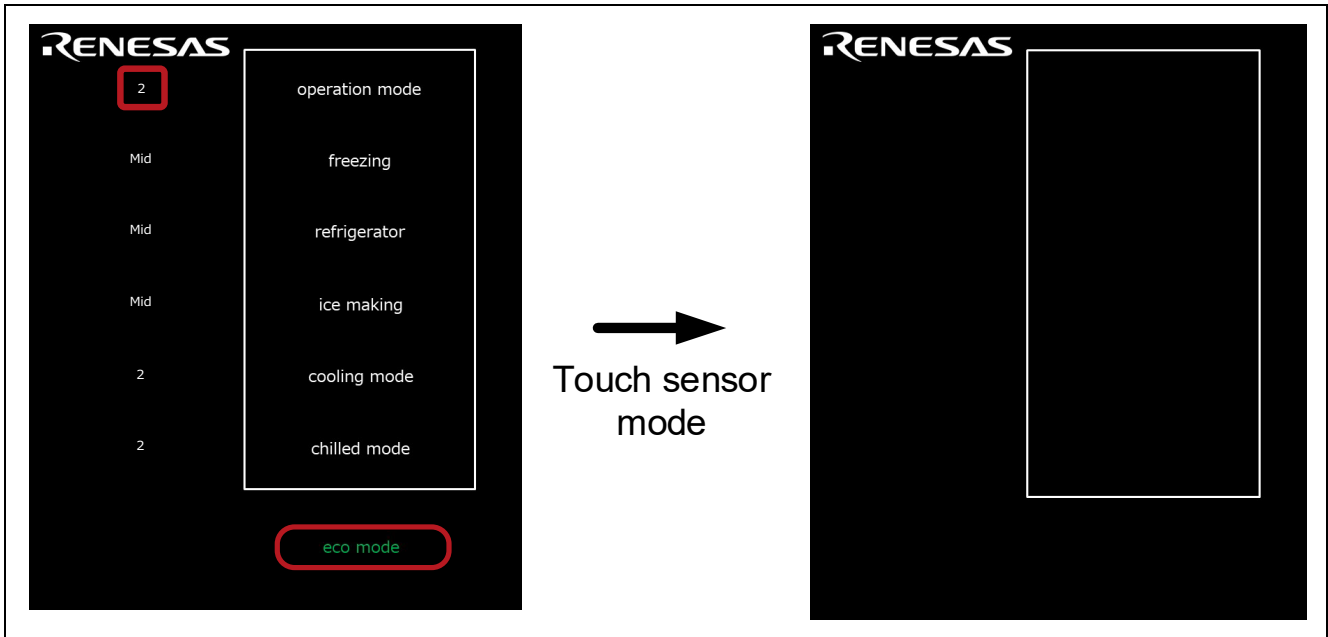 RENESAS
2 operation mode
Mid freezing
Mid refrigerator
Mid ice making
2 cooling mode
2 chilled mode
eco mode
Touch sensor
mode
RENESAS